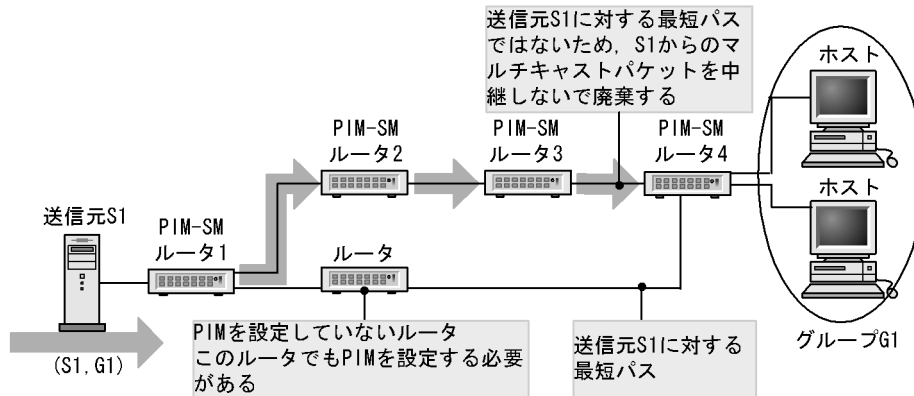 送信元S1に対する最短パス
ではないため，S1からのマ
ルチキャストパケットを中
継しないで廃棄する
ホスト
PIM-SM
ルータ2
PIM-SM
ルータ3
PIM-SM
ルータ4
ホスト
送信元S1
PIM-SM
ルータ1
ルータ
(S1,G1)
PIMを設定していないルータ
このルータでもPIMを設定する必要
がある
送信元S1に対する
最短パス
グループG1